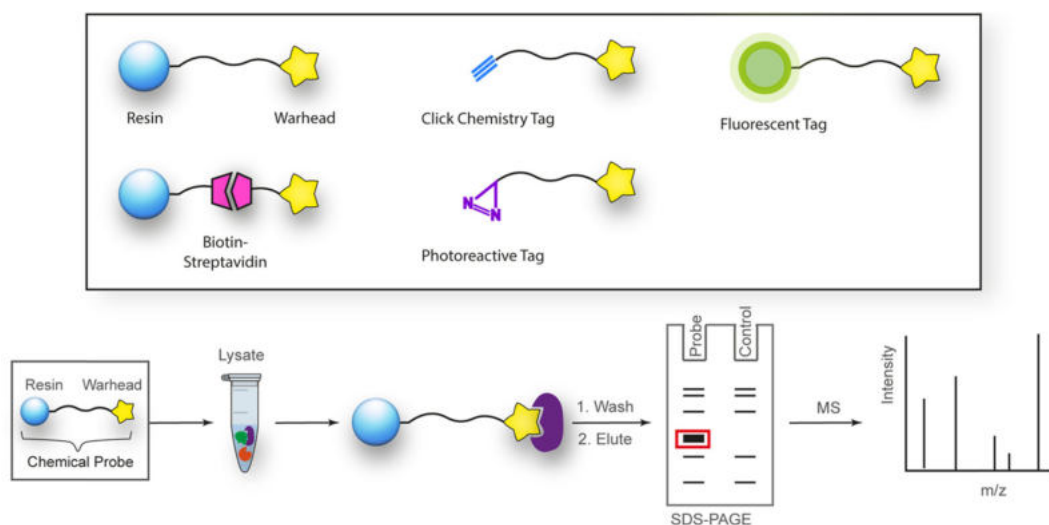 Resin
Warhead
Click Chemistry Tag
Fluorescent Tag
Biotin-
Streptavidin
N
N
Photoreactive Tag
Resin
Warhead
Chemical Probe
Lysate
1. Wash
2. Elute
Probe
Control
SDS-PAGE
MS
Intensity
m/z